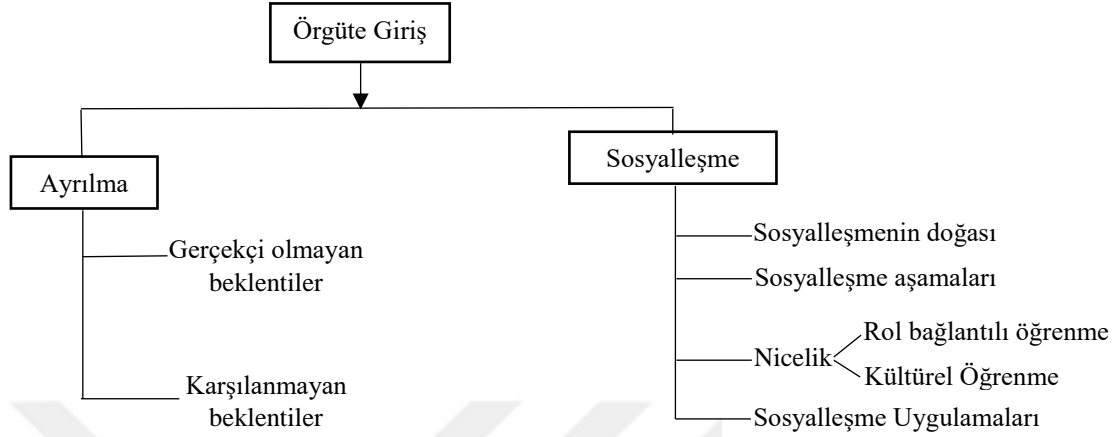 Örgüte Giriş
Ayrılma
Gerçekçi olmayan
beklentiler
Karşılanmayan
beklentiler
Sosyalleşme
Sosyalleşmenin doğası
Sosyalleşme aşamaları
Nicelik
Rol bağlantılı öğrenme
Kültürel Öğrenme
Sosyalleşme Uygulamaları